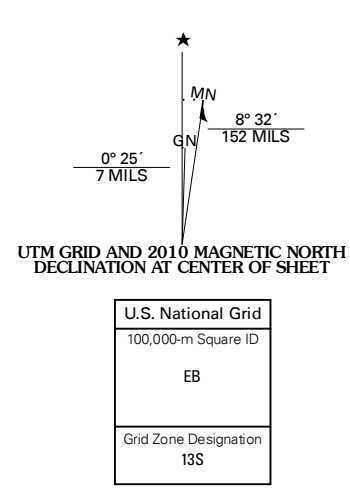 MN
8° 32´
152 MILS
GN
0° 25´
7 MILS
UTM GRID AND 2010 MAGNETIC NORTH
DECLINATION AT CENTER OF SHEET
U.S. National Grid
100,000-m Square ID
EB
Grid Zone Designation
13S